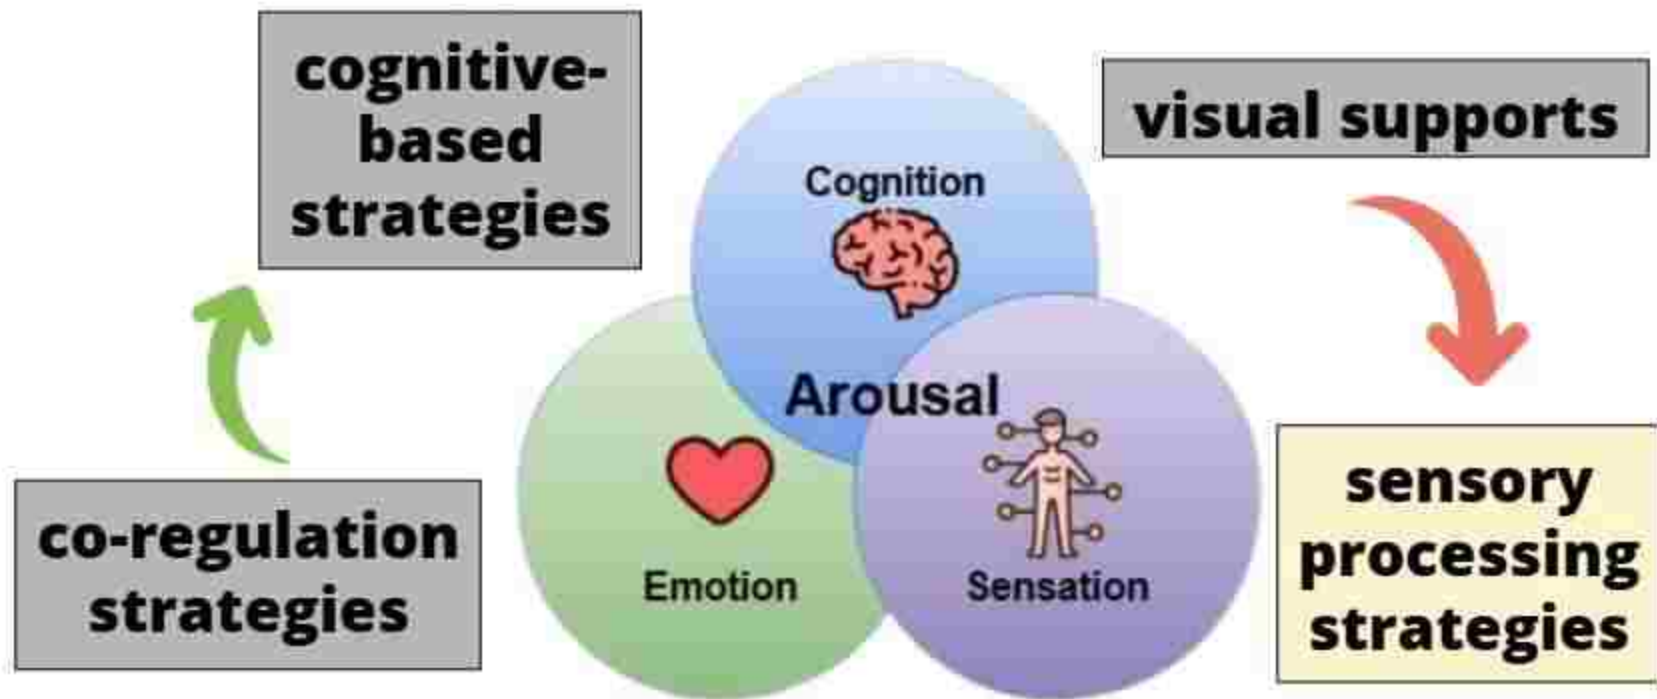 cognitive-
based
strategies
visual supports
Cognition
Arousal
Emotion
Sensation
co-regulation
strategies
sensory
processing
strategies